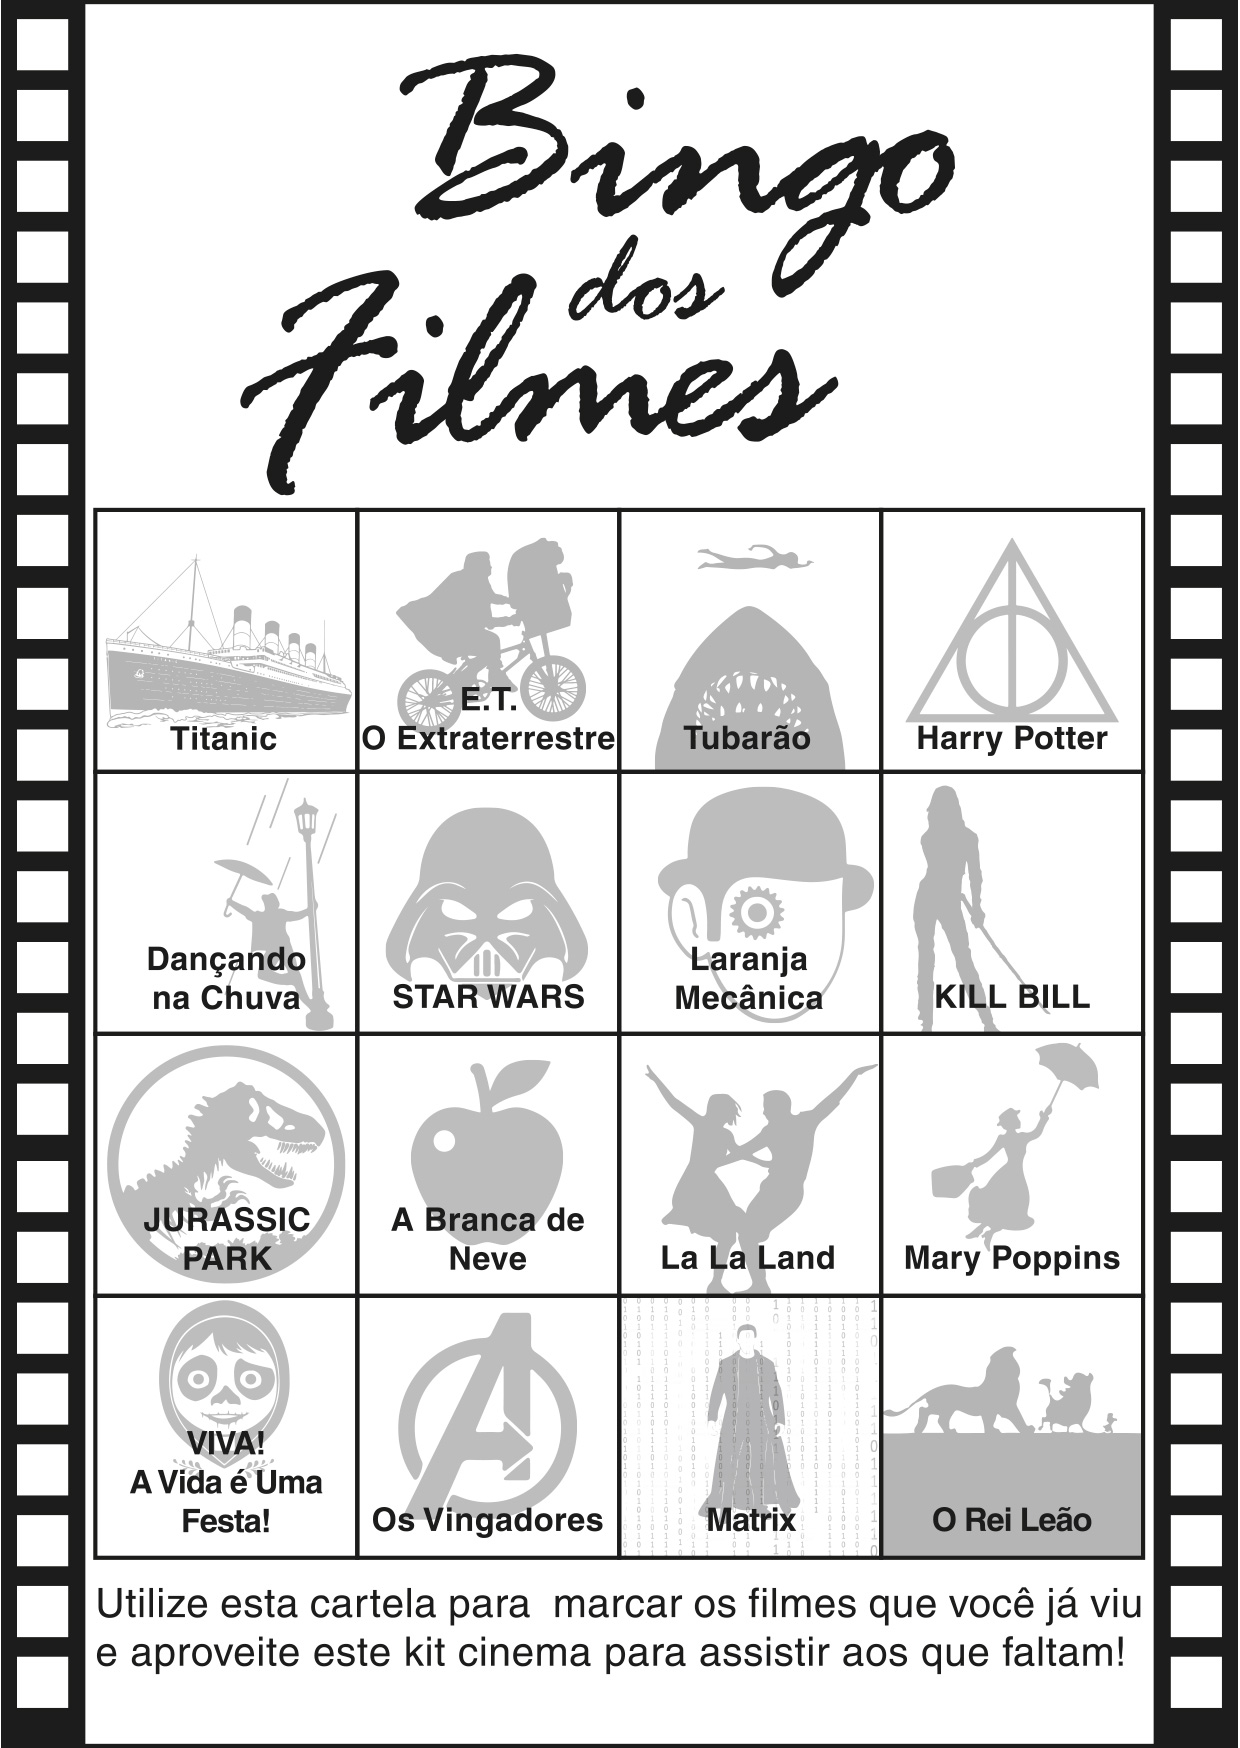 Bingo
dos
Filmes
Titanic
E.T.
O Extraterrestre
Tubarão
Harry Potter
Dançando
na Chuva
STAR WARS
Laranja
Mecânica
KILL BILL
JURASSIC
PARK
A Branca de
Neve
La La Land
Mary Poppins
VIVA!
A Vida é Uma
Festa!
Os Vingadores
Matrix
O Rei Leão
Utilize esta cartela para  marcar os filmes que você já viu
e aproveite este kit cinema para assistir aos que faltam!